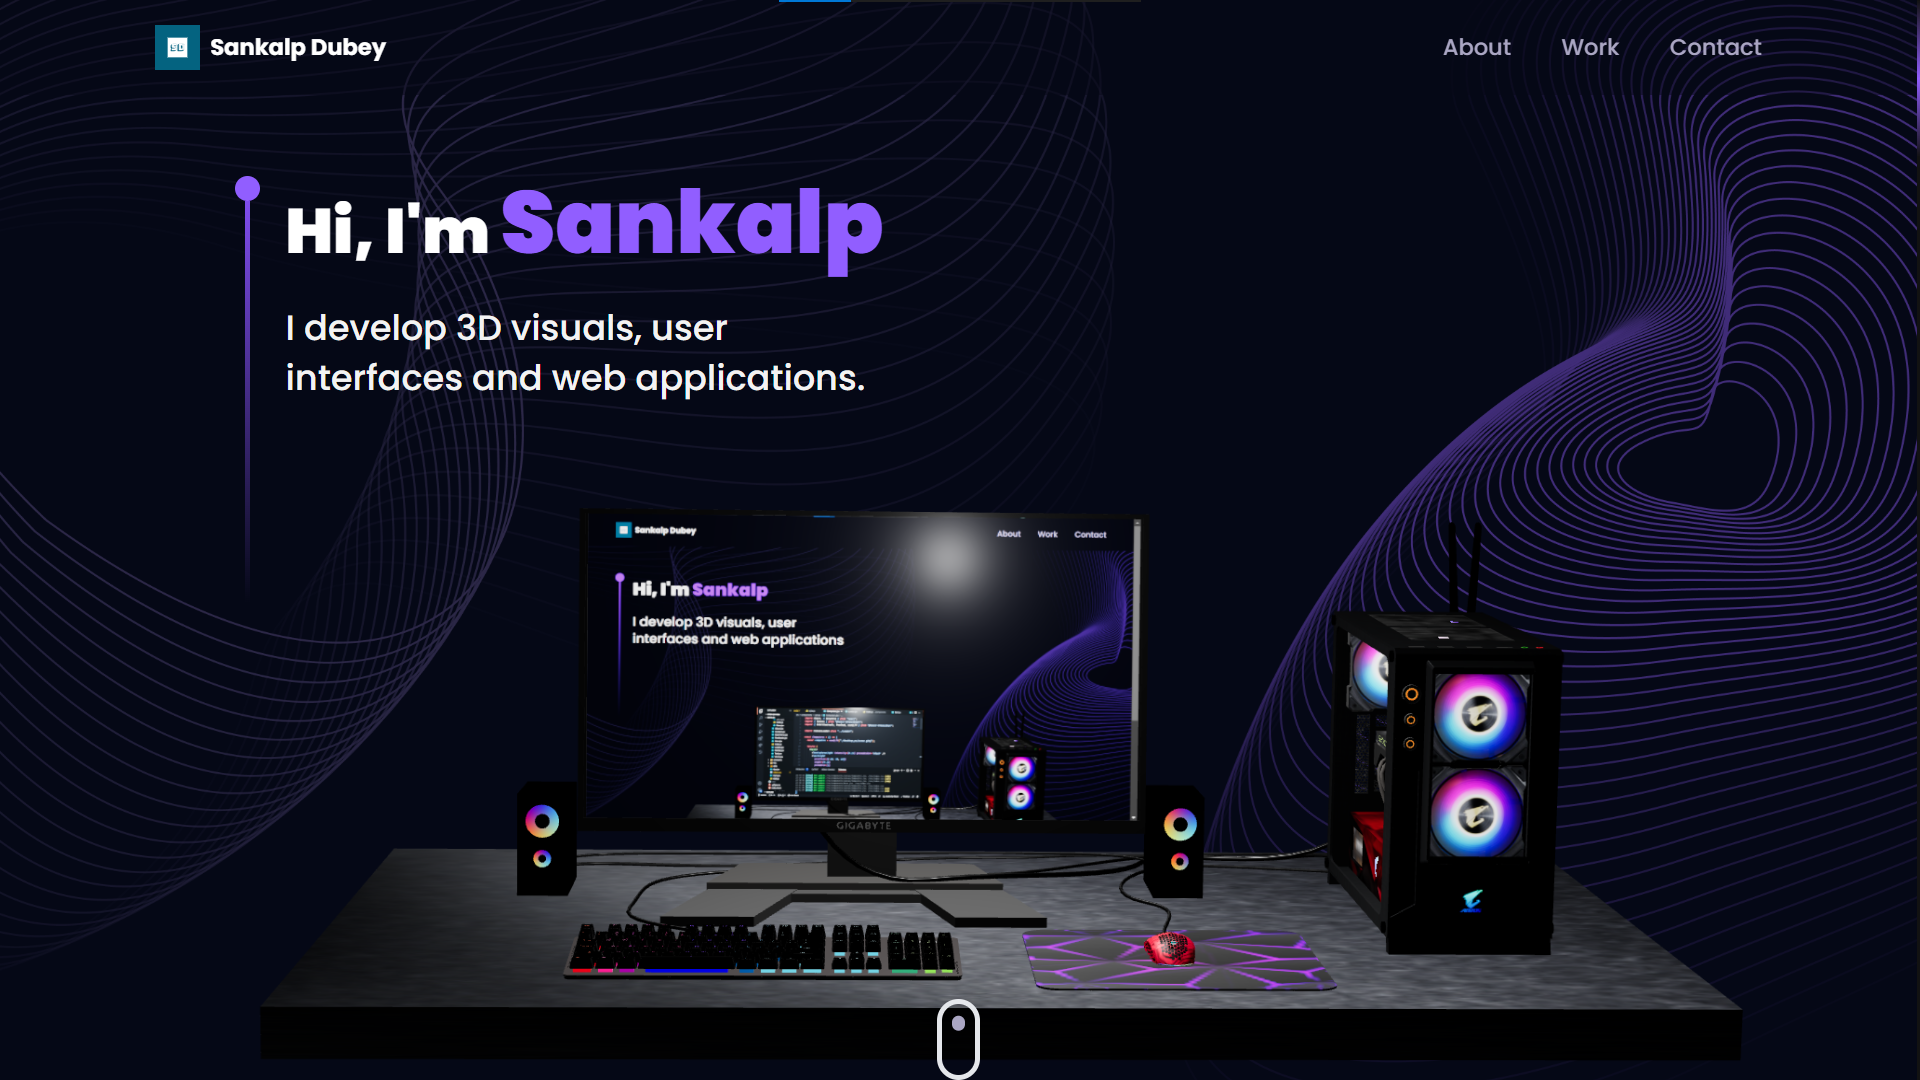 Sankalp Dubey
About Work Contact
Hi, I'm Sankalp
I develop 3D visuals, user
interfaces and web applications.
Sankalp Dubey
About Work Contact
Hi, I'm Sankalp
I develop 3D visuals, user
interfaces and web applications
GIGABYTE